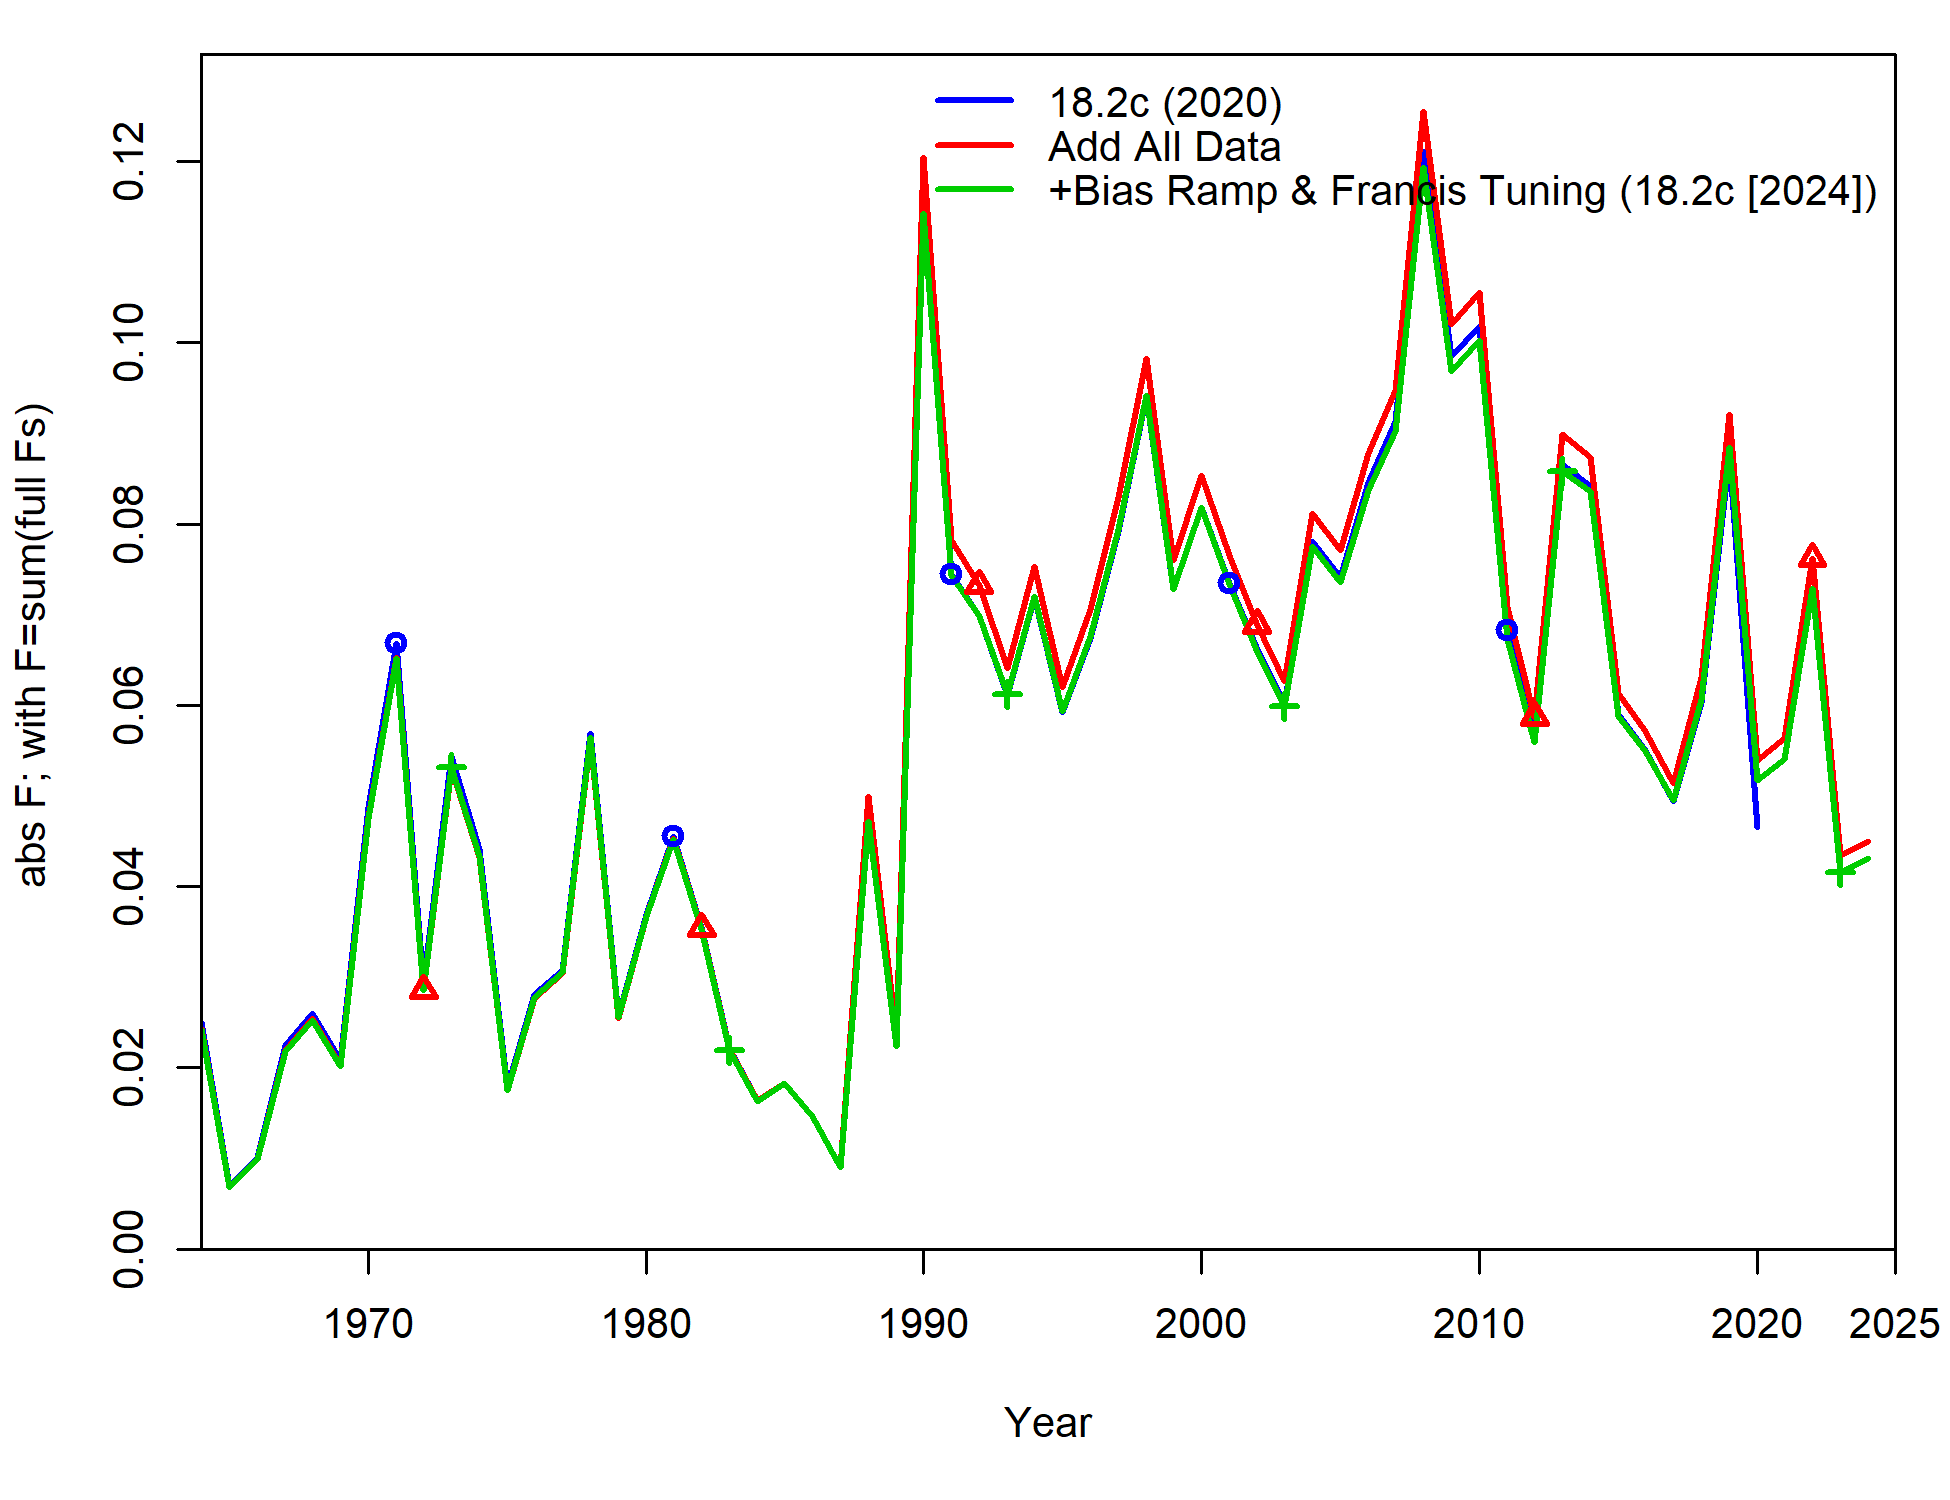 18.2c (2020)
Add All Data
+Bias Ramp & Francis Tuning (18.2c [2024])
abs F; with F=sum(full Fs)
0.12
0.10
0.08
0.06
0.04
0.02
0.00
1970 1980 1990 2000 2010 2020 2025
Year